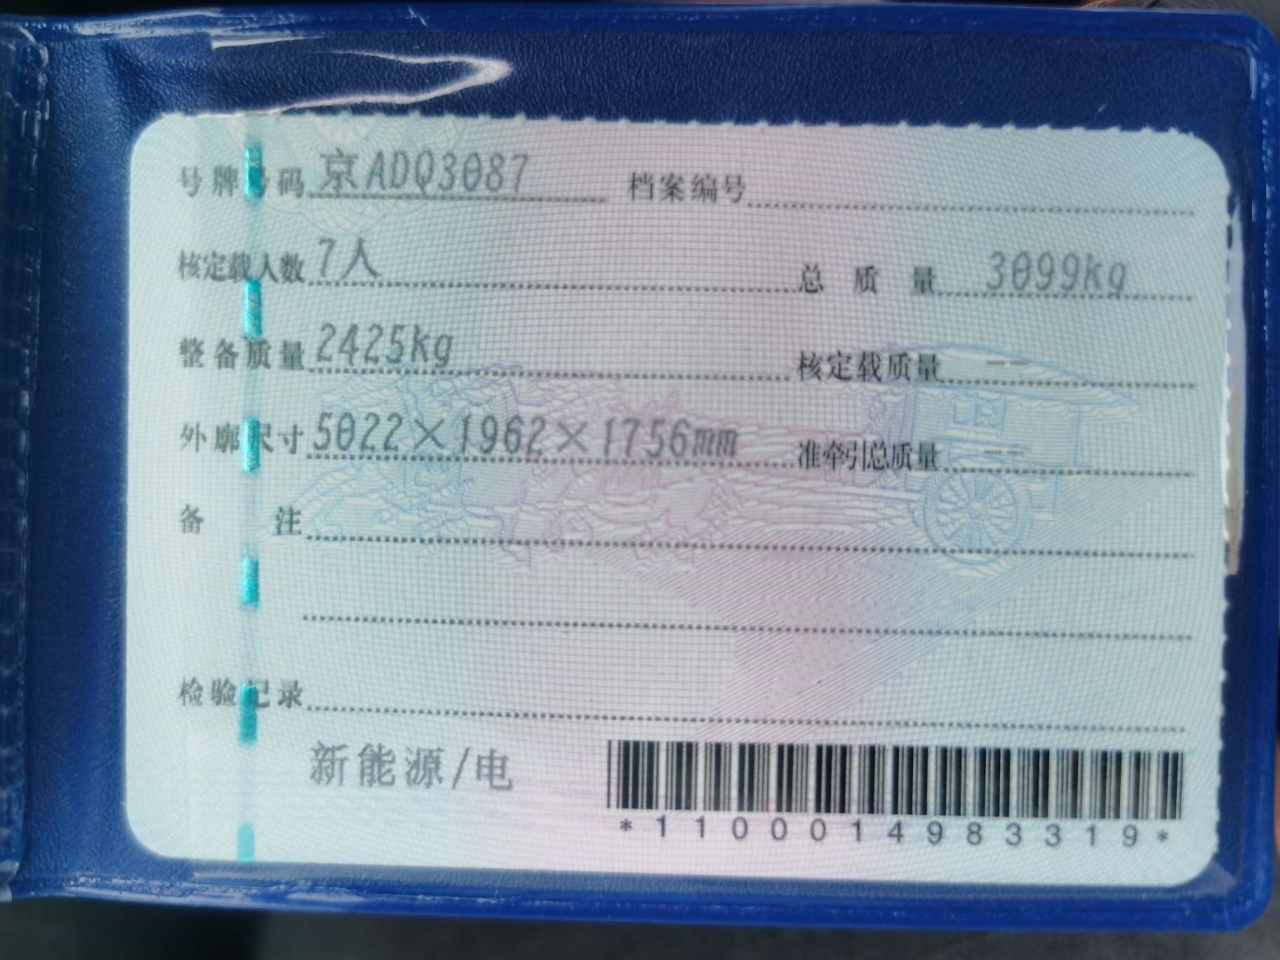 号牌号码 京ADQ3087 档案编号
核定载人数 7人 总质量 3099kg
整备质量 2425kg 核定载质量 --
外廓尺寸 5022×1962×1756mm 准牵引总质量 --
备注
检验记录
新能源/电
*1100014983319*